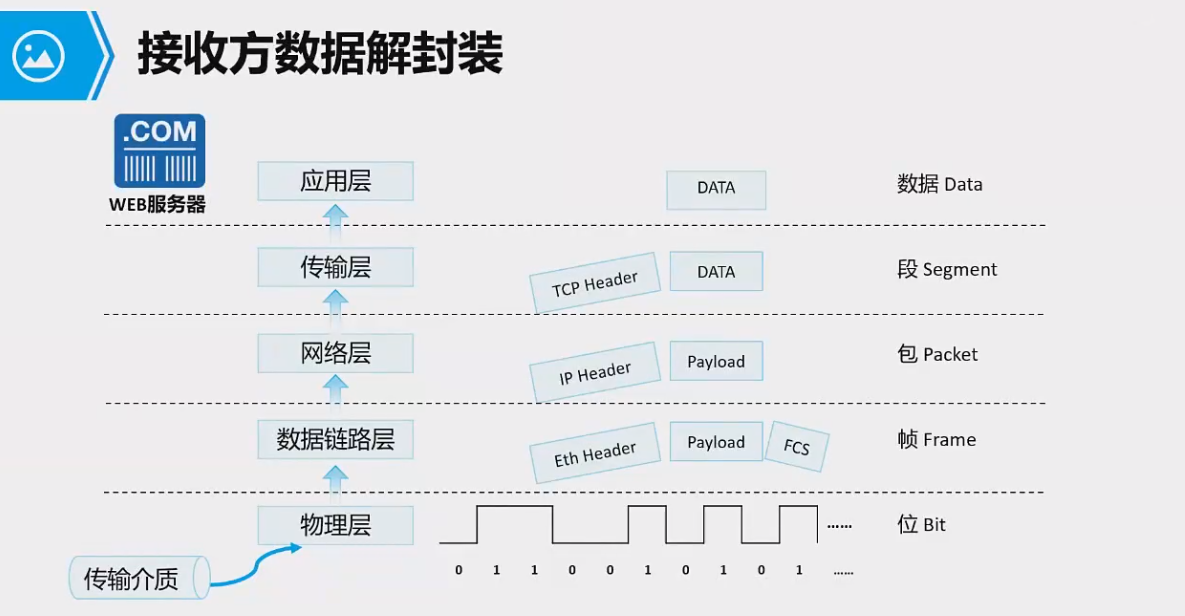 接收方数据解封装
.COM
WEB服务器
应用层
DATA
数据 Data
传输层
TCP Header
DATA
段 Segment
网络层
IP Header
Payload
包 Packet
数据链路层
Eth Header
Payload
FCS
帧 Frame
物理层
......
位 Bit
传输介质
0 1 1 0 0 1 0 1 0 1 ......